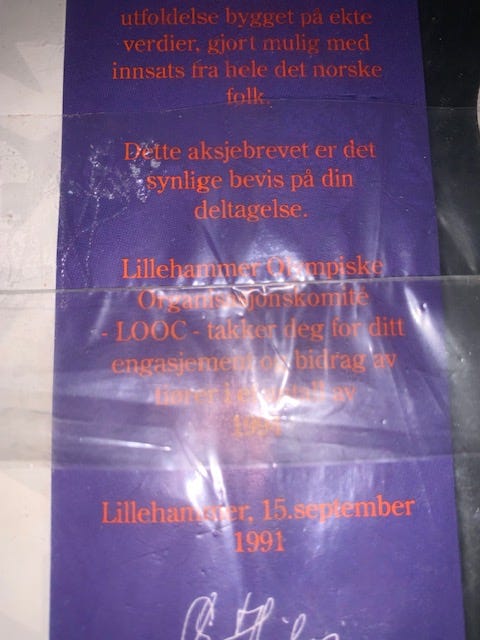 utfoldelse bygget på ekte
verdier, gjort mulig med
innsats fra hele det norske
folk.
Dette aksjebrevet er det
synlige bevis på din
deltagelse.
Lillehammer Olympiske
Organisasjonskomité
- LOOC - takker deg for ditt
engasjement og bidrag av
av
Lillehammer, 15.september
1991